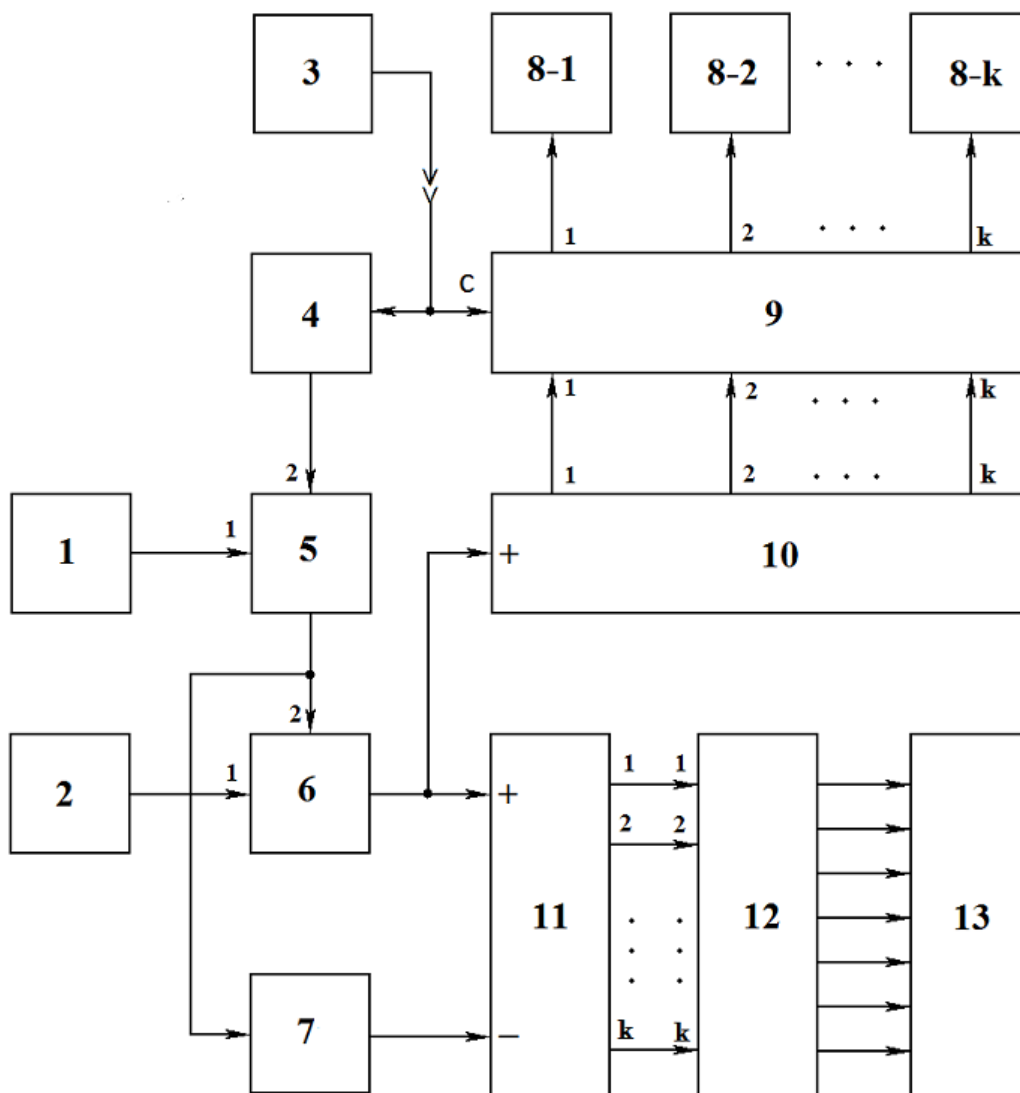 3 8-1 8-2 . . . 8-k
1 2 . . . k
4 C 9
1 2 . . . k
2 1 2 . . . k
1 1 5 + 10
2
2 1 6 + 11 1 1 12 13
2 2
. . .
k k
7 −